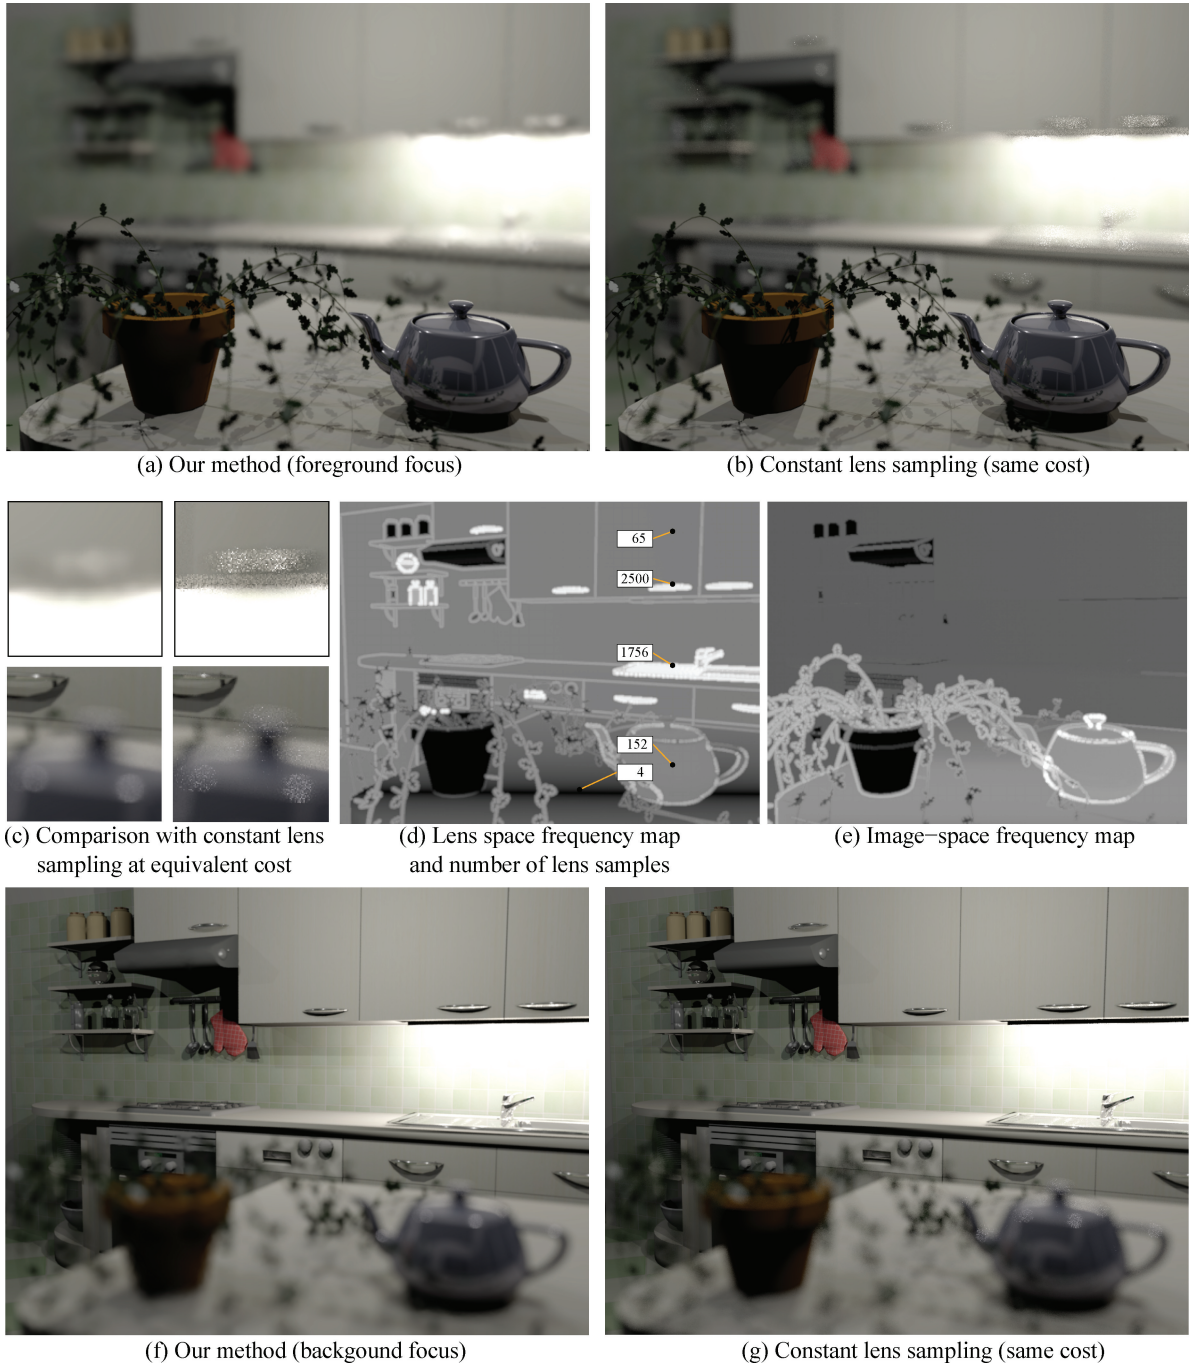 (a) Our method (foreground focus)
(b) Constant lens sampling (same cost)
65
2500
1756
152
4
(c) Comparison with constant lens
sampling at equivalent cost
(d) Lens space frequency map
and number of lens samples
(e) Image−space frequency map
(f) Our method (backgound focus)
(g) Constant lens sampling (same cost)